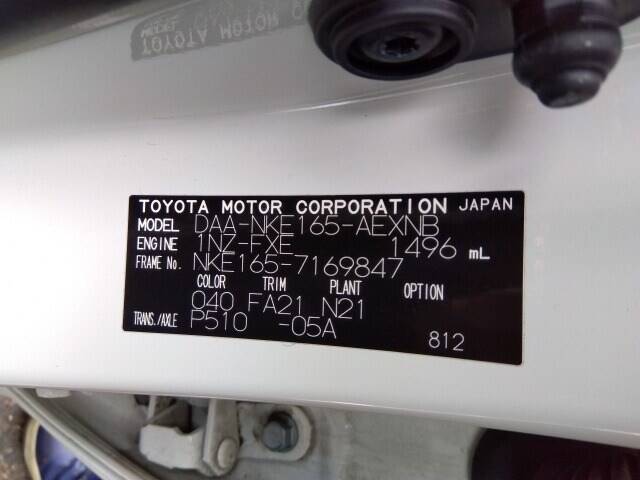 TOYOTA MOTOR CORPORATION JAPAN
MODEL DAA-NKE165-AEXNB
ENGINE 1NZ-FXE 1496 mL
FRAME No. NKE165-7169847
COLOR TRIM PLANT OPTION
040 FA21 N21
TRANS./AXLE P510 -05A
812